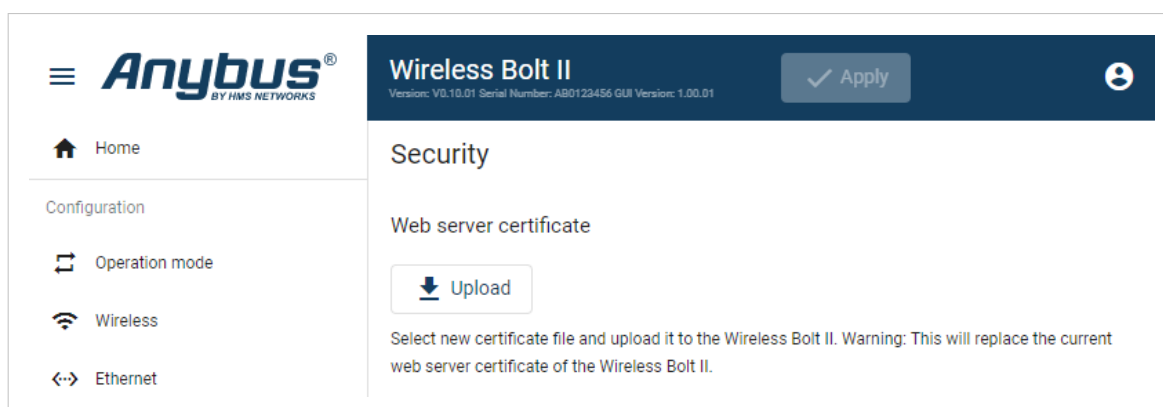 Anybus®
BY HMS NETWORKS
Wireless Bolt II
Version: V0.10.01 Serial Number: AB0123456 GUI Version: 1.00.01
Apply
Home
Configuration
Operation mode
Wireless
Ethernet
Security
Web server certificate
Upload
Select new certificate file and upload it to the Wireless Bolt II. Warning: This will replace the current
web server certificate of the Wireless Bolt II.